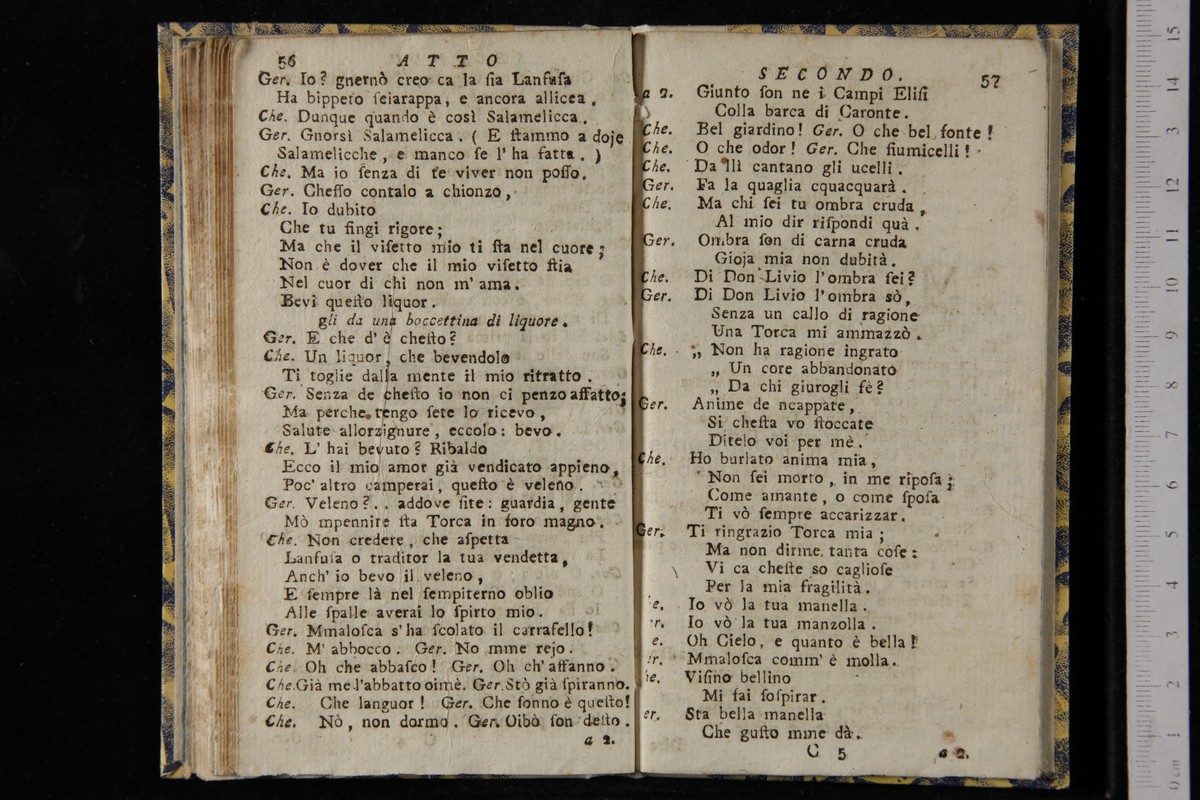 56 ATTO
Ger. Io? gnernò creo ca la ſia Lanfuſa
Ha bippeto ſeiarappa, e ancora allicea.
Che. Dunque quando è così Salamelicca.
Ger. Gnorsì Salamelicca. ( E ſtammo a doje
Salamelicche, e manco ſe l'ha fatta. )
Che. Ma io ſenza di te viver non poſſo.
Ger. Cheſſo contalo a chionzo,
Che. Io dubito
Che tu fingi rigore;
Ma che il viſetto mio ti ſta nel cuore;
Non è dover che il mio viſetto ſtia
Nel cuor di chi non m'ama.
Bevi queſto liquor.
gli da una boccettina di liquore.
Ger. E che d'è cheſto?
Che. Un liquor, che bevendolo
Ti toglie dalla mente il mio ritratto.
Ger. Senza de cheſto io non ci penzo affatto;
Ma perche tengo ſete lo ricevo,
Salute allorzignure, eccolo: bevo.
Che. L'hai bevuto? Ribaldo
Ecco il mio amor già vendicato appieno,
Poc'altro camperai, queſto è veleno.
Ger. Veleno?.. addove ſite: guardia, gente
Mò mpennite ſta Torca in foro magno.
Che. Non credere, che aſpetta
Lanfuſa o traditor la tua vendetta,
Anch'io bevo il veleno,
E ſempre là nel ſempiterno oblio
Alle ſpalle averai lo ſpirto mio.
Ger. Mmaloſca s'ha ſcolato il carrafello!
Che. M'abbocco. Ger. No mme rejo.
Che. Oh che abbaſco! Ger. Oh ch'affanno.
Che. Già me l'abbatto oimè. Ger. Stò già ſpiranno.
Che. Che languor! Ger. Che ſonno è queſto!
Che. Nò, non dormo. Ger. Oibò ſon deſto.
a 2.
SECONDO. 57
a 2. Giunto ſon ne i Campi Eliſi
Colla barca di Caronte.
Che. Bel giardino! Ger. O che bel fonte!
Che. O che odor! Ger. Che fiumicelli!
Che. Da llì cantano gli ucelli.
Ger. Fa la quaglia cquacquarà.
Che. Ma chi ſei tu ombra cruda,
Al mio dir riſpondi quà.
Ger. Ombra ſon di carna cruda
Gioja mia non dubità.
Che. Di Don Livio l'ombra ſei?
Ger. Di Don Livio l'ombra sò,
Senza un callo di ragione
Una Torca mi ammazzò.
Che. „ Non ha ragione ingrato
„ Un core abbandonato
„ Da chi giurogli fè?
Ger. Anime de ncappate,
Si cheſta vo ſtoccate
Ditelo voi per mè.
Che. Ho burlato anima mia,
Non ſei morto, in me ripoſa;
Come amante, o come ſpoſa
Ti vò ſempre accarizzar.
Ger. Ti ringrazio Torca mia;
Ma non dirme tanta coſe:
Vi ca cheſte so caglioſe
Per la mia fragilità.
e. Io vò la tua manella.
r. Io vò la tua manzolla.
e. Oh Cielo, e quanto è bella!
er. Mmaloſca comm'è molla.
he. Viſino bellino
Mi fai ſoſpirar.
er. Sta bella manella
Che guſto mme dà.
C 5 a 2.